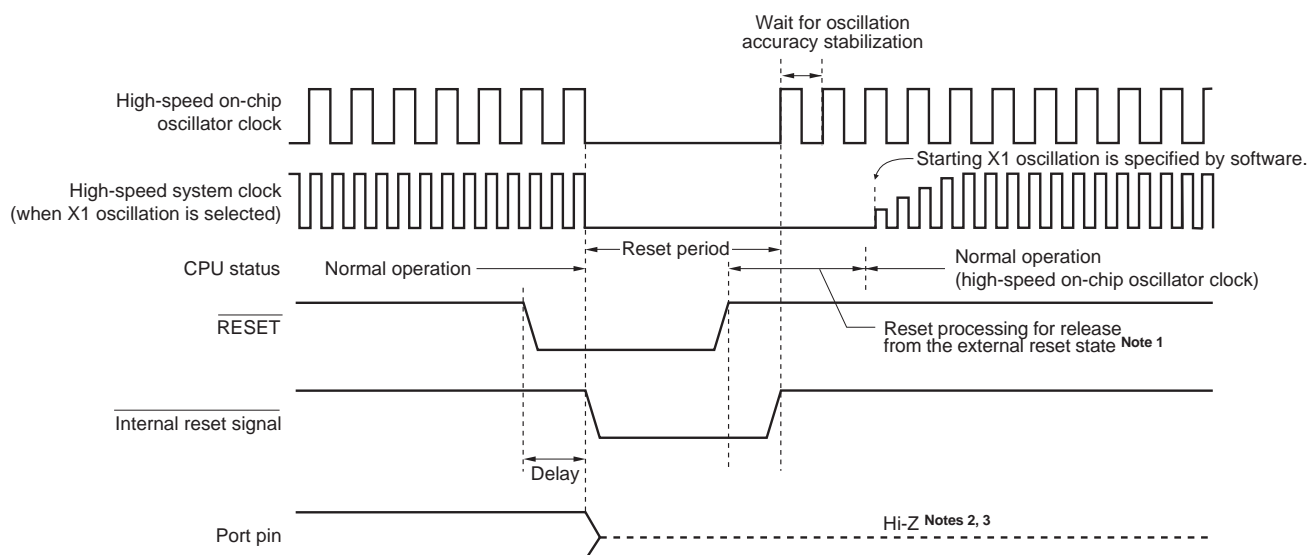 Wait for oscillation
accuracy stabilization
High-speed on-chip
oscillator clock
Starting X1 oscillation is specified by software.
High-speed system clock
(when X1 oscillation is selected)
Reset period
CPU status
Normal operation
Normal operation
(high-speed on-chip oscillator clock)
RESET
Reset processing for release
from the external reset state Note 1
Internal reset signal
Delay
Port pin
Hi-Z Notes 2, 3